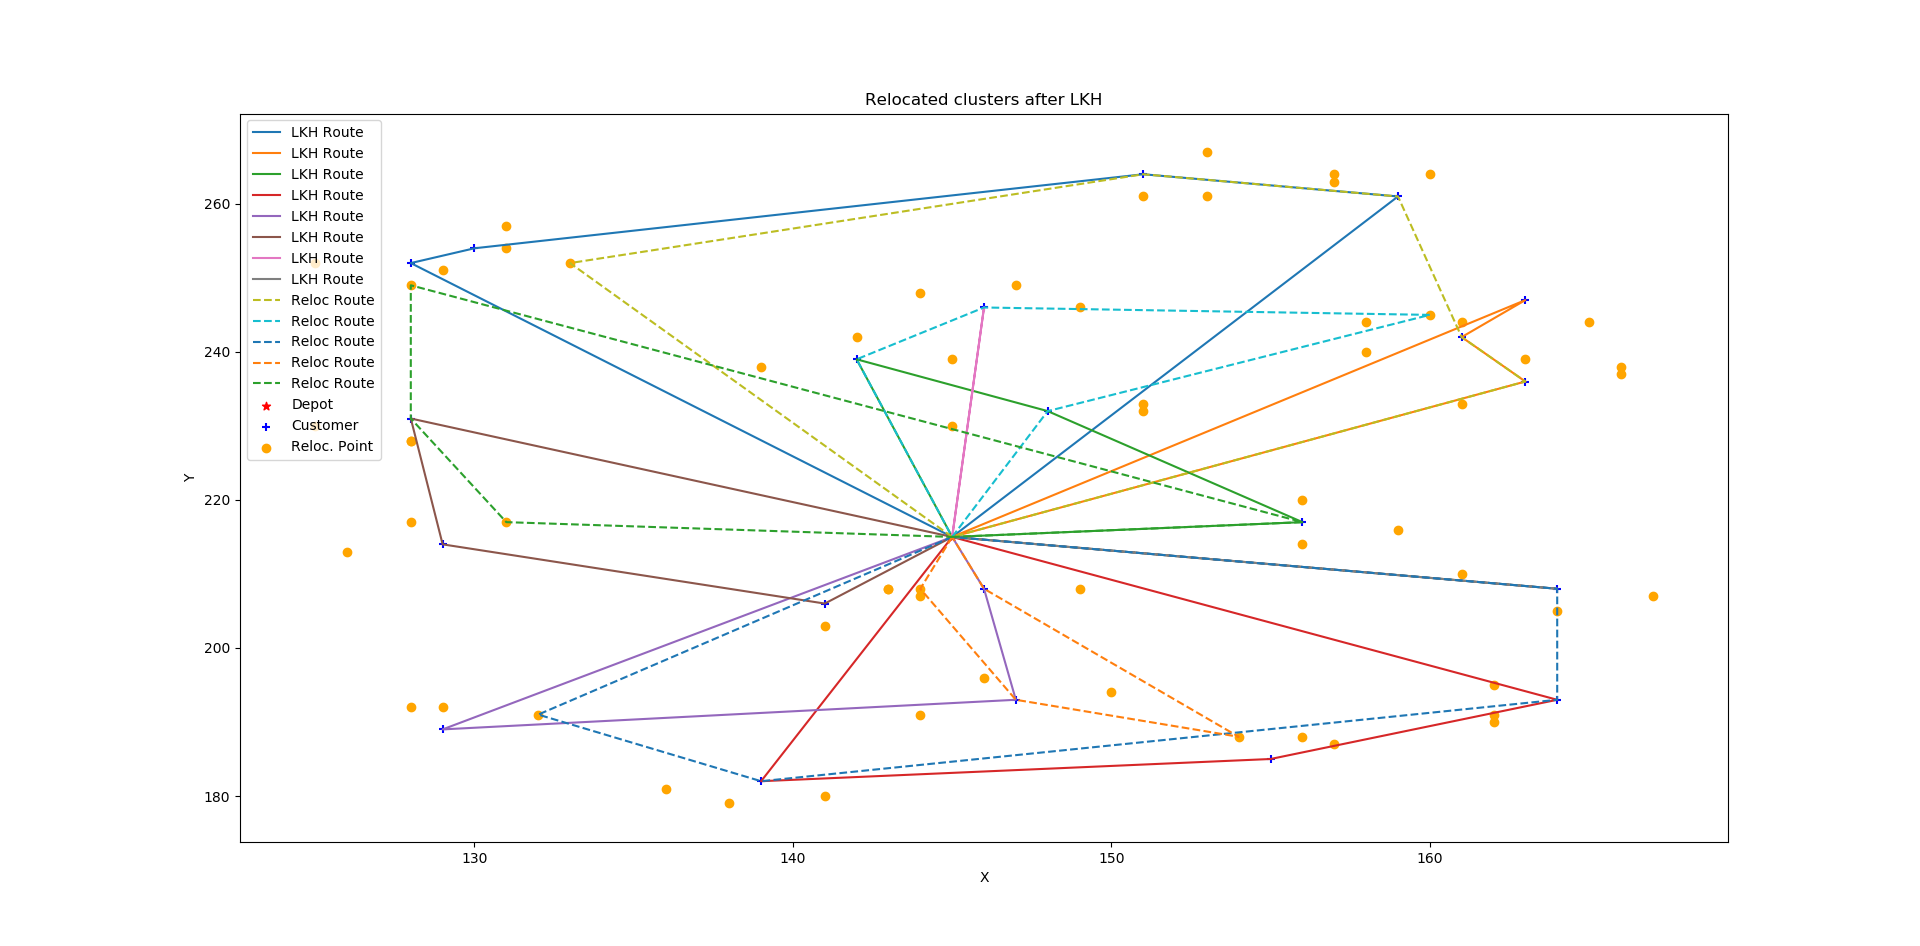 Relocated clusters after LKH
LKH Route
LKH Route
LKH Route
LKH Route
LKH Route
LKH Route
LKH Route
LKH Route
Reloc Route
Reloc Route
Reloc Route
Reloc Route
Reloc Route
Depot
Customer
Reloc. Point
260
240
220
200
180
Y
130
140
150
160
X